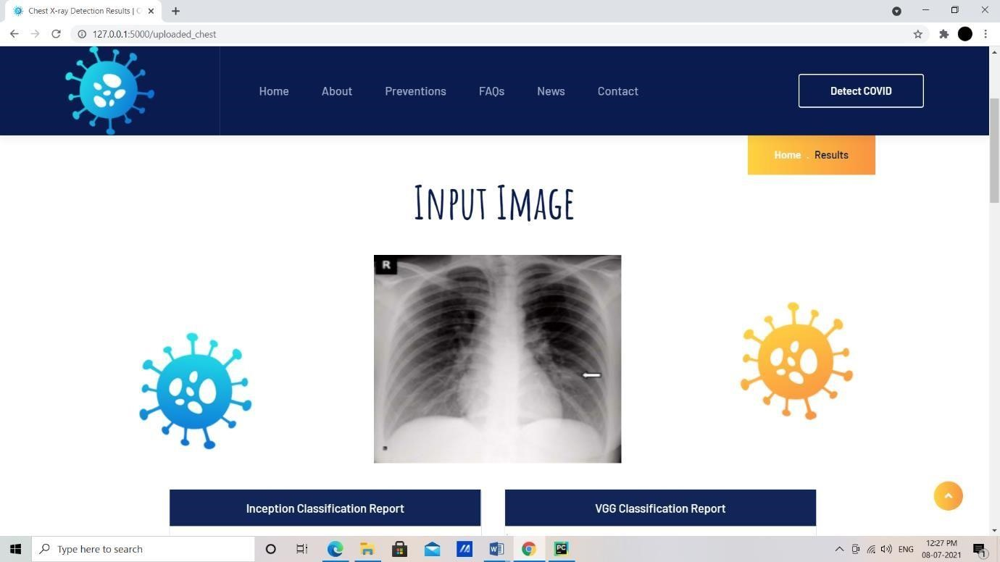 Chest X-ray Detection Results | C
127.0.0.1:5000/uploaded_chest
Home About Preventions FAQs News Contact Detect COVID
Home . Results
Input Image
R
Inception Classification Report
VGG Classification Report
Type here to search
W
PC
ENG
12:27 PM
08-07-2021
1